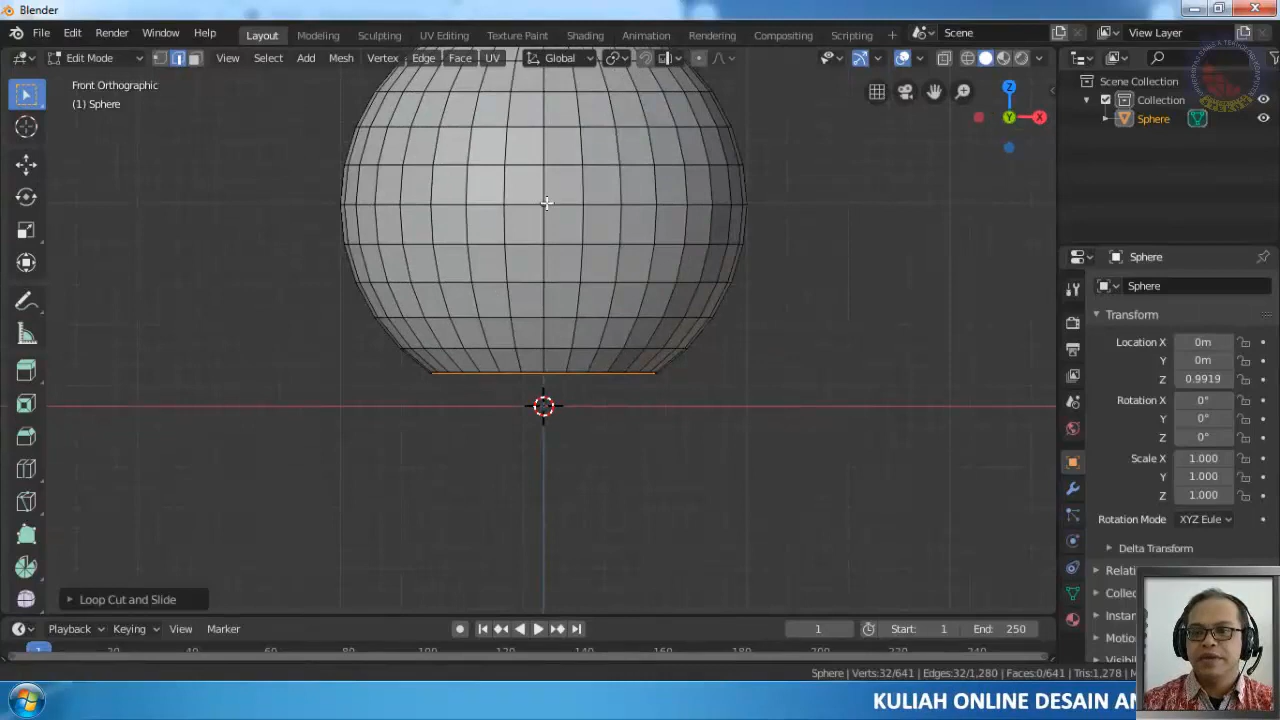 Blender
File Edit Render Window Help Layout Modeling Sculpting UV Editing Texture Paint Shading Animation Rendering Compositing Scripting Scene View Layer
Edit Mode View Select Add Mesh Vertex Edge Face UV Global
Front Orthographic
(1) Sphere
Z
Y
X
Scene Collection
Collection
Sphere
Sphere
Sphere
Transform
Location X 0m
Y 0m
Z 0.9919
Rotation X 0°
Y 0°
Z 0°
Scale X 1.000
Y 1.000
Z 1.000
Rotation Mode XYZ Eule
Delta Transform
Relati
Collec
Instan
Motio
Visibil
Loop Cut and Slide
Playback Keying View Marker 1 Start: 1 End: 250
Sphere | Verts:32/641 | Edges:32/1,280 | Faces:0/641 | Tris:1,278 | M
KULIAH ONLINE DESAIN AN